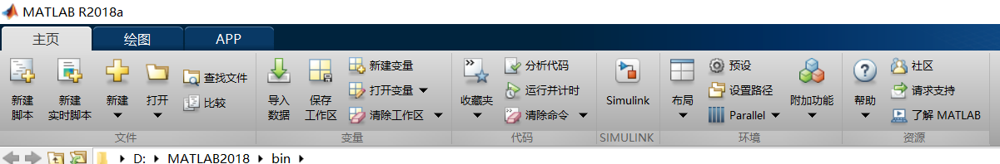 MATLAB R2018a
主页 绘图 APP
新建脚本 新建实时脚本 新建 打开 查找文件 比较
文件
导入数据 保存工作区 新建变量 打开变量 清除工作区
变量
收藏夹 分析代码 运行并计时 清除命令
代码
Simulink
SIMULINK
布局 预设 设置路径 Parallel 附加功能
环境
帮助 社区 请求支持 了解 MATLAB
资源
D: MATLAB2018 bin